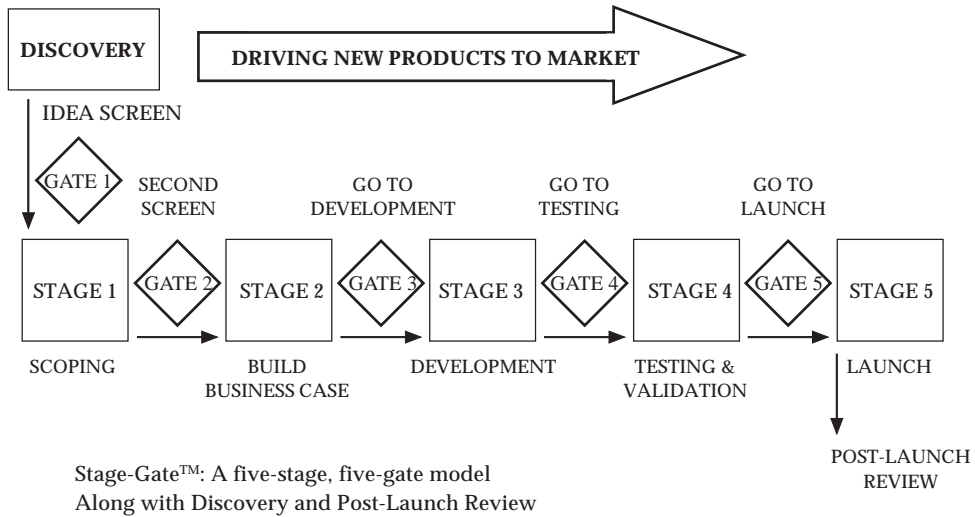 DISCOVERY
DRIVING NEW PRODUCTS TO MARKET
IDEA SCREEN
GATE 1
SECOND
SCREEN
GO TO
DEVELOPMENT
GO TO
TESTING
GO TO
LAUNCH
STAGE 1
GATE 2
STAGE 2
GATE 3
STAGE 3
GATE 4
STAGE 4
GATE 5
STAGE 5
SCOPING
BUILD
BUSINESS CASE
DEVELOPMENT
TESTING &
VALIDATION
LAUNCH
POST-LAUNCH
REVIEW
Stage-Gate™: A five-stage, five-gate model
Along with Discovery and Post-Launch Review